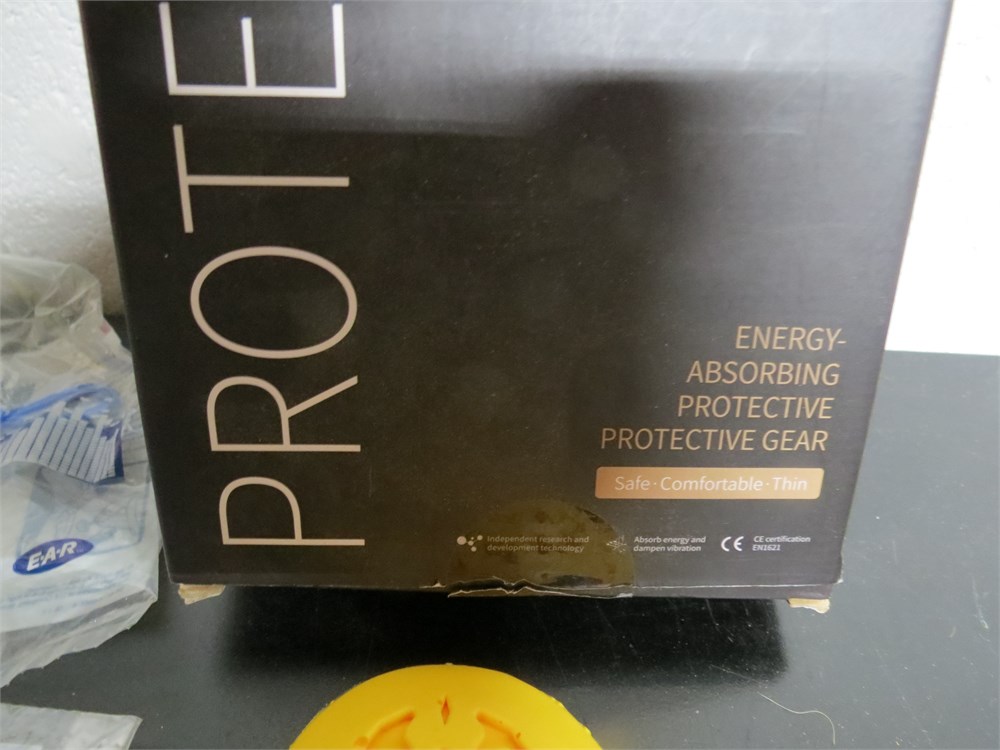 PROTE
ENERGY-
ABSORBING
PROTECTIVE
PROTECTIVE GEAR
Safe · Comfortable · Thin
Independent research and
development technology
Absorb energy and
dampen vibration
CE
CE certification
EN1621
E·A·R